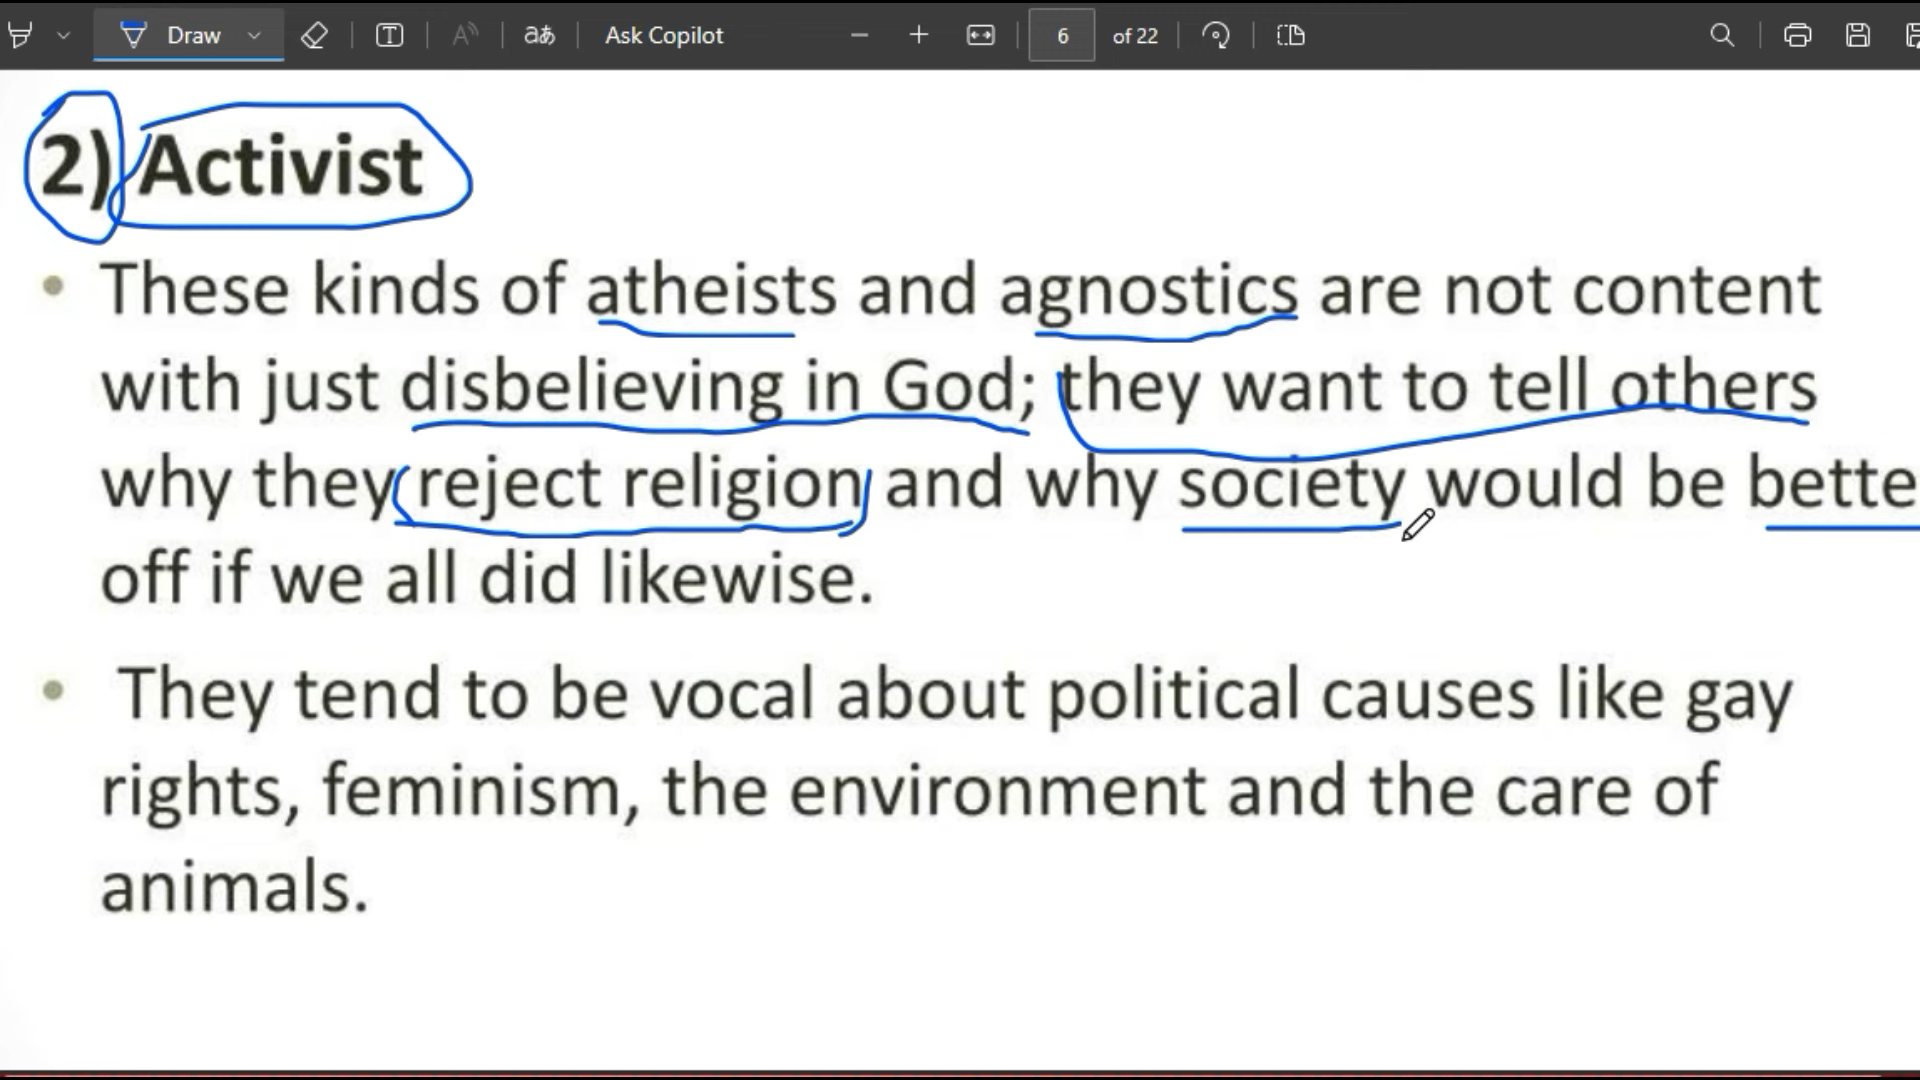 Draw
aあ
Ask Copilot
6 of 22
2) Activist
• These kinds of atheists and agnostics are not content
with just disbelieving in God; they want to tell others
why they reject religion and why society would be bette
off if we all did likewise.
• They tend to be vocal about political causes like gay
rights, feminism, the environment and the care of
animals.